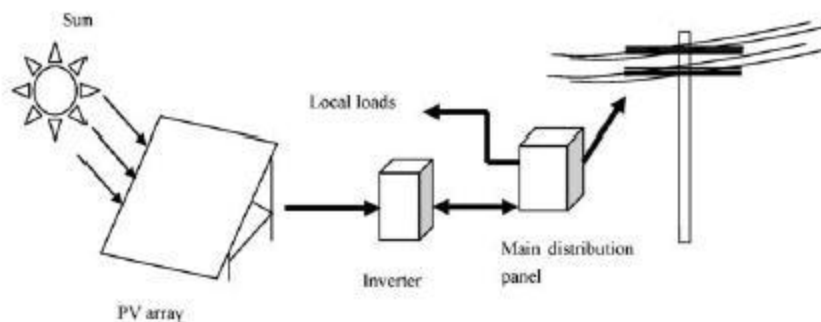 Sun
Local loads
Main distribution
panel
Inverter
PV array